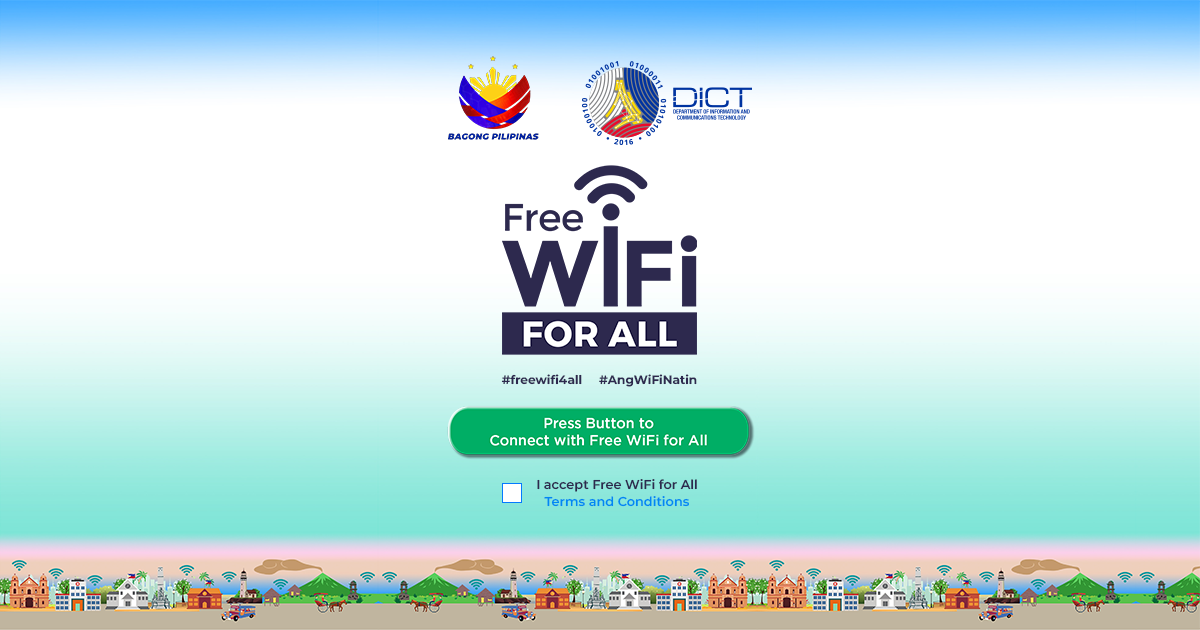 BAGONG PILIPINAS
01001001 01000011
01000100
01010100
• 2016 •
DICT
DEPARTMENT OF INFORMATION AND
COMMUNICATIONS TECHNOLOGY
Free
WiFi
FOR ALL
#freewifi4all #AngWiFiNatin
Press Button to
Connect with Free WiFi for All
I accept Free WiFi for All
Terms and Conditions